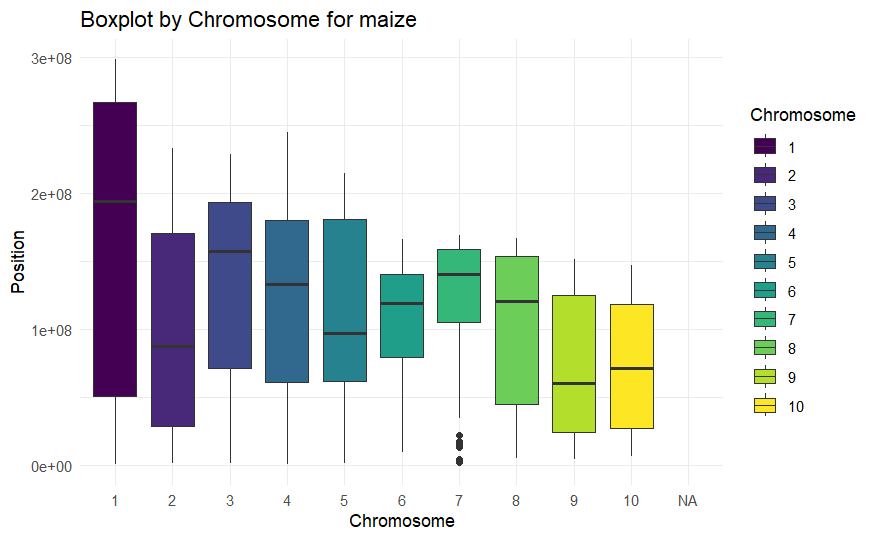 Boxplot by Chromosome for maize
3e+08
2e+08
1e+08
0e+00
Position
1 2 3 4 5 6 7 8 9 10 NA
Chromosome
Chromosome
1
2
3
4
5
6
7
8
9
10